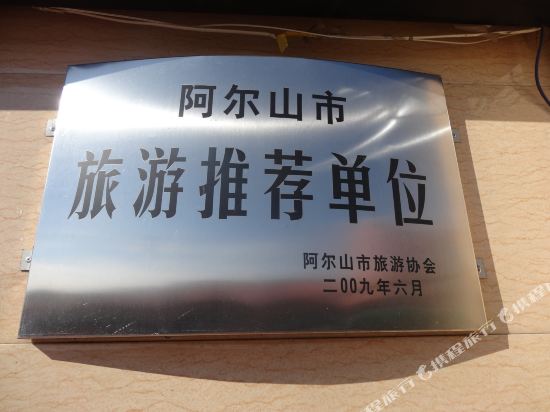 阿尔山市
旅游推荐单位
阿尔山市旅游协会
二00九年六月
携程旅行
携程旅行